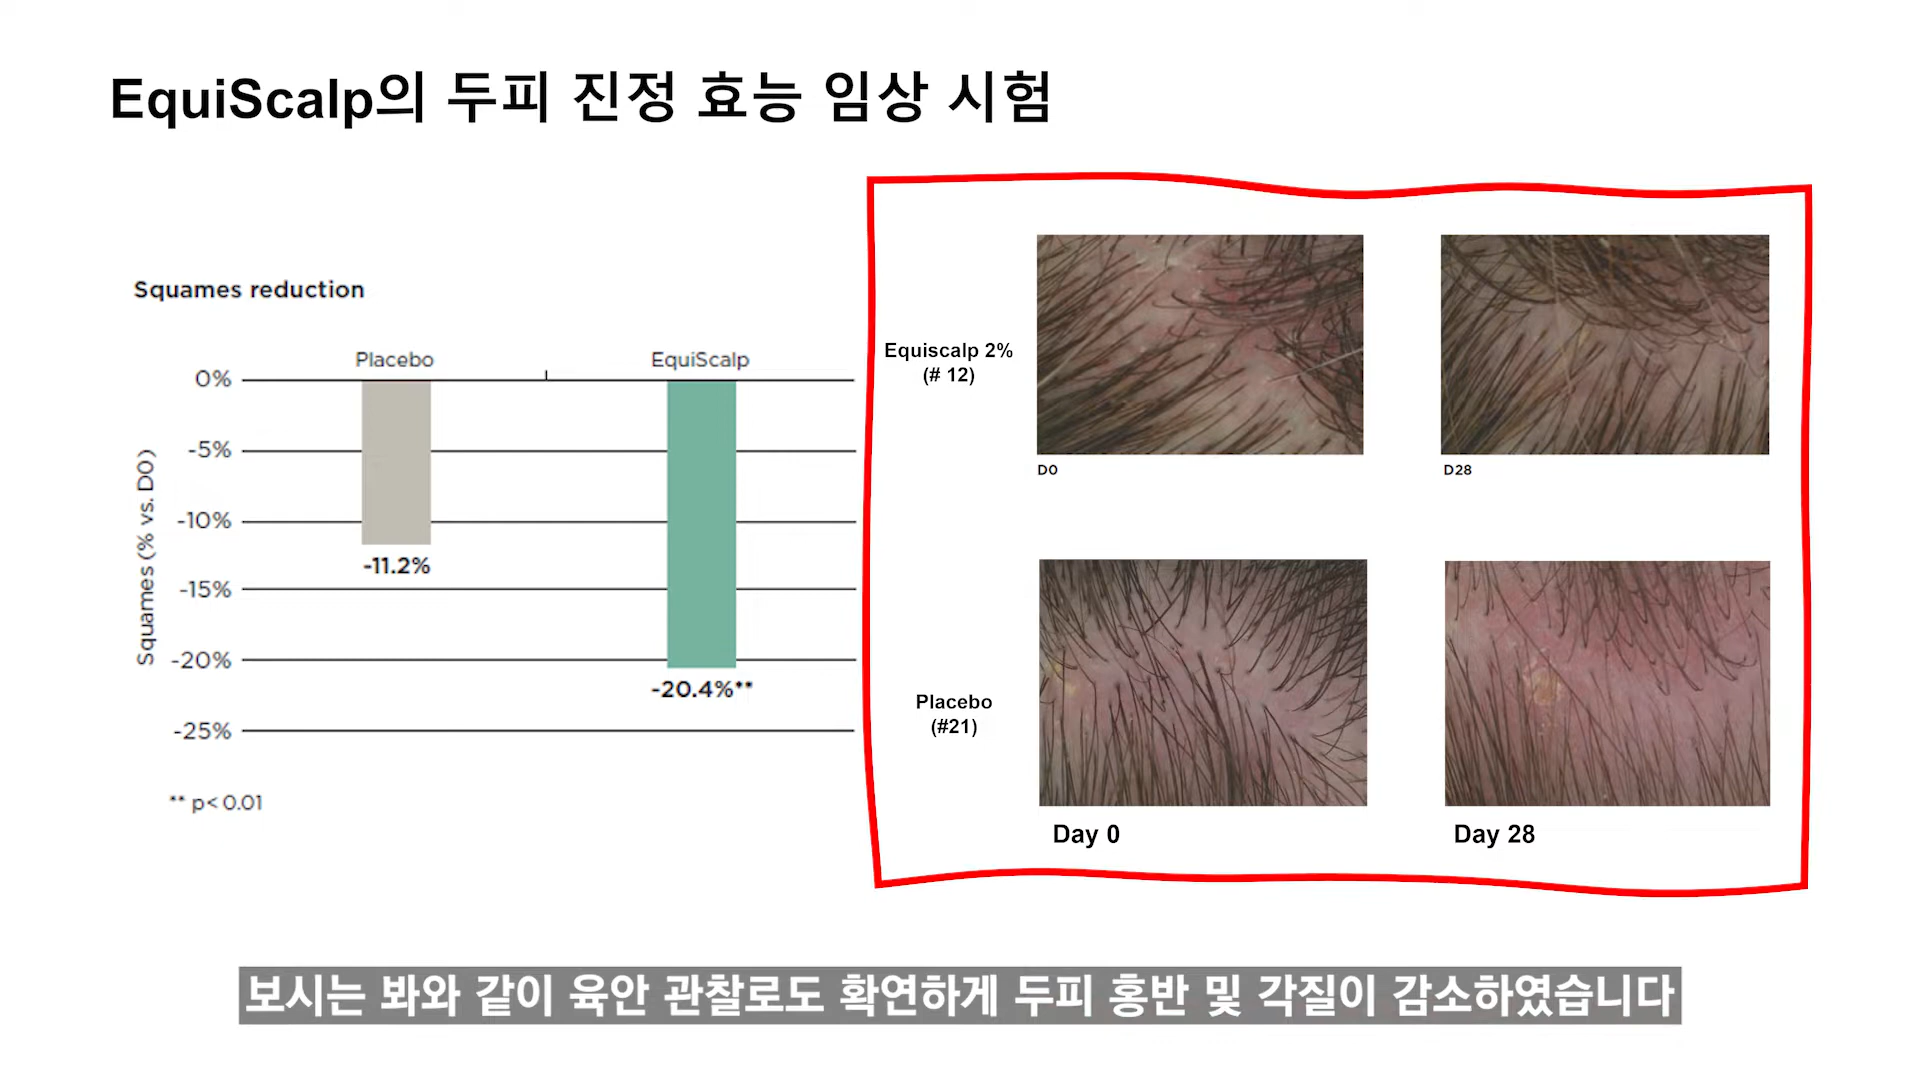 EquiScalp의 두피 진정 효능 임상 시험
Squames reduction
Placebo
EquiScalp
0%
-5%
-10%
-15%
-20%
-25%
Squames (% vs. D0)
-11.2%
-20.4%**
** p< 0.01
Equiscalp 2%
(# 12)
D0
D28
Placebo
(#21)
Day 0
Day 28
보시는 봐와 같이 육안 관찰로도 확연하게 두피 홍반 및 각질이 감소하였습니다